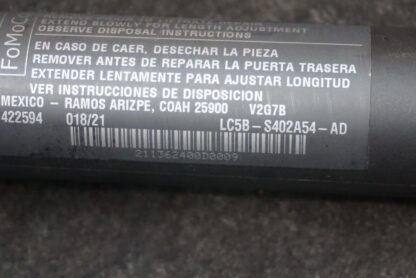 EXTEND SLOWLY FOR LENGTH ADJUSTMENT
OBSERVE DISPOSAL INSTRUCTIONS
FoMoCo
EN CASO DE CAER, DESECHAR LA PIEZA
REMOVER ANTES DE REPARAR LA PUERTA TRASERA
EXTENDER LENTAMENTE PARA AJUSTAR LONGITUD
VER INSTRUCCIONES DE DISPOSICION
MEXICO - RAMOS ARIZPE, COAH 25900 V2G7B
422594 018/21 LC5B - S402A54 - AD
211362400D0009